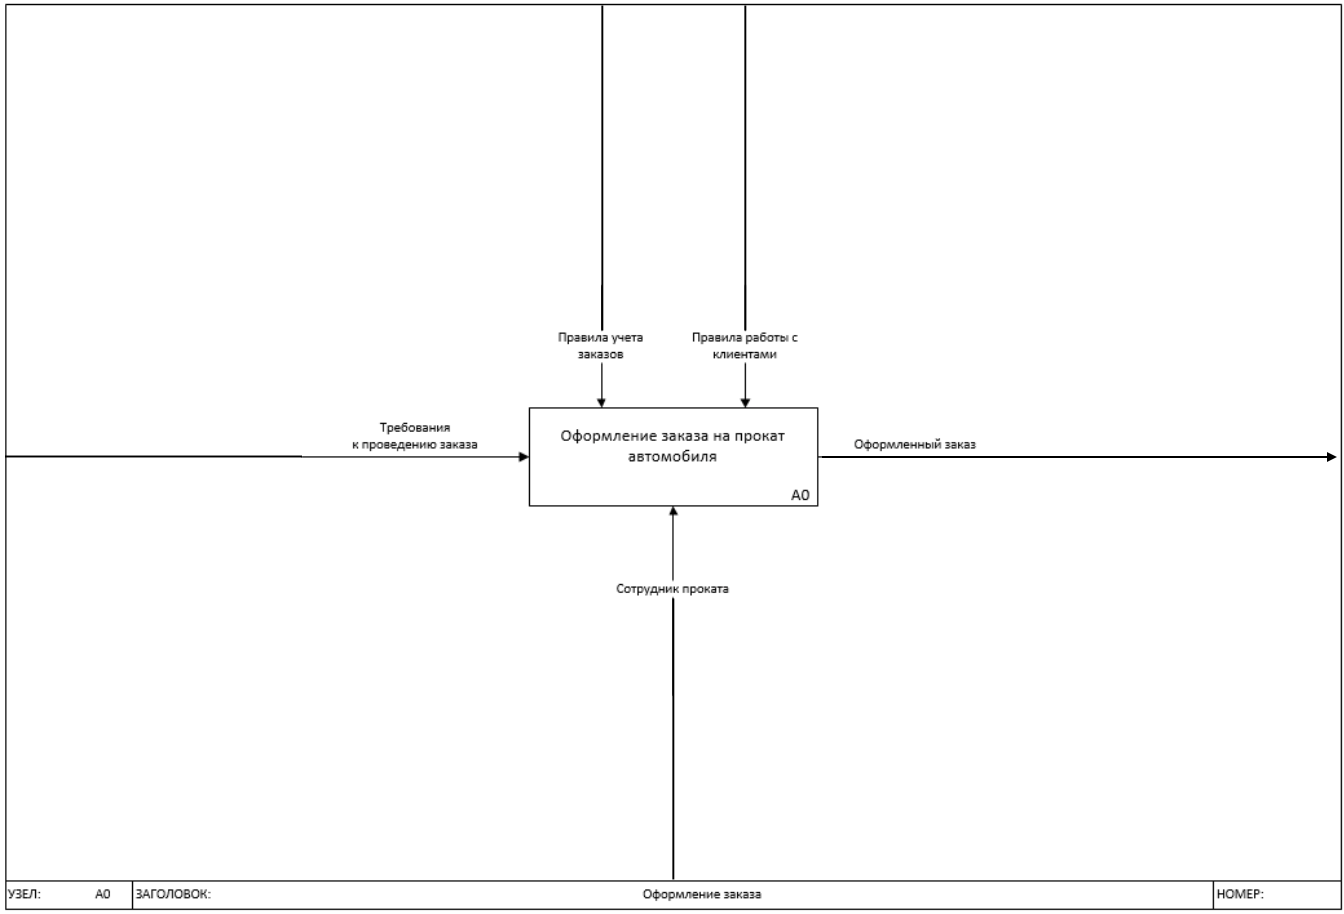 Правила учета
заказов
Правила работы с
клиентами
Требования
к проведению заказа
Оформление заказа на прокат
автомобиля
A0
Оформленный заказ
Сотрудник проката
УЗЕЛ: A0 ЗАГОЛОВОК: Оформление заказа НОМЕР: